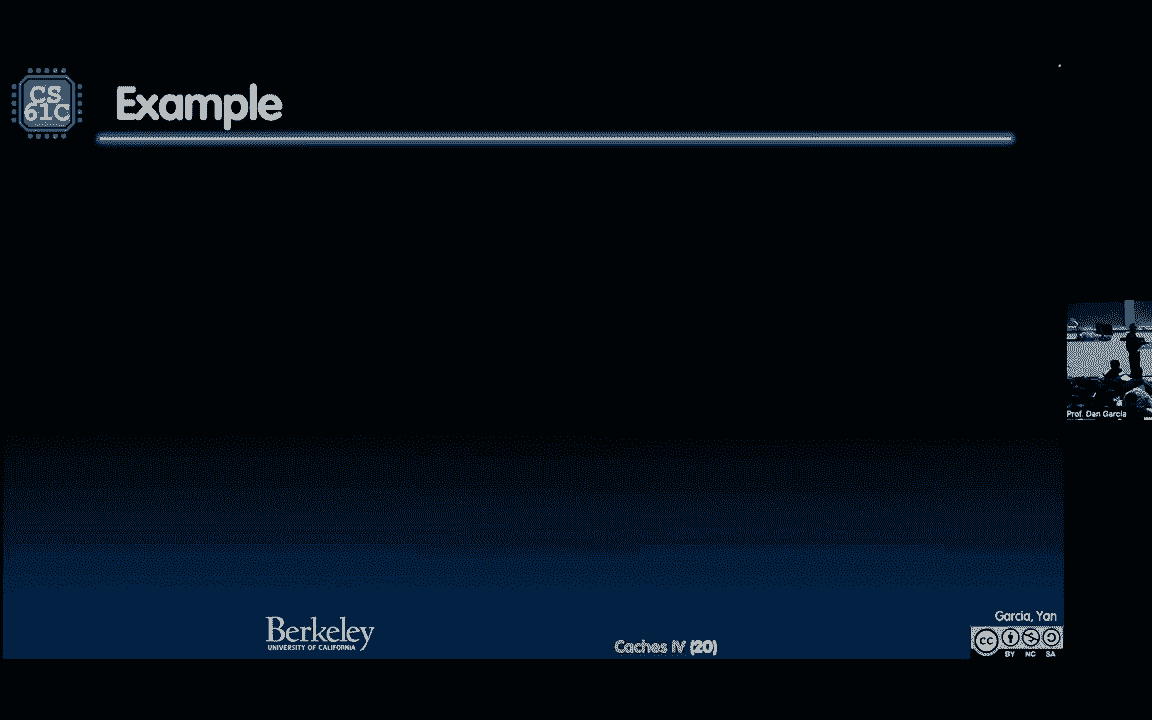 CS
61C
Example
Prof. Dan Garcia
Garcia, Yan
Berkeley
UNIVERSITY OF CALIFORNIA
Caches IV (20)
cc
BY NC SA